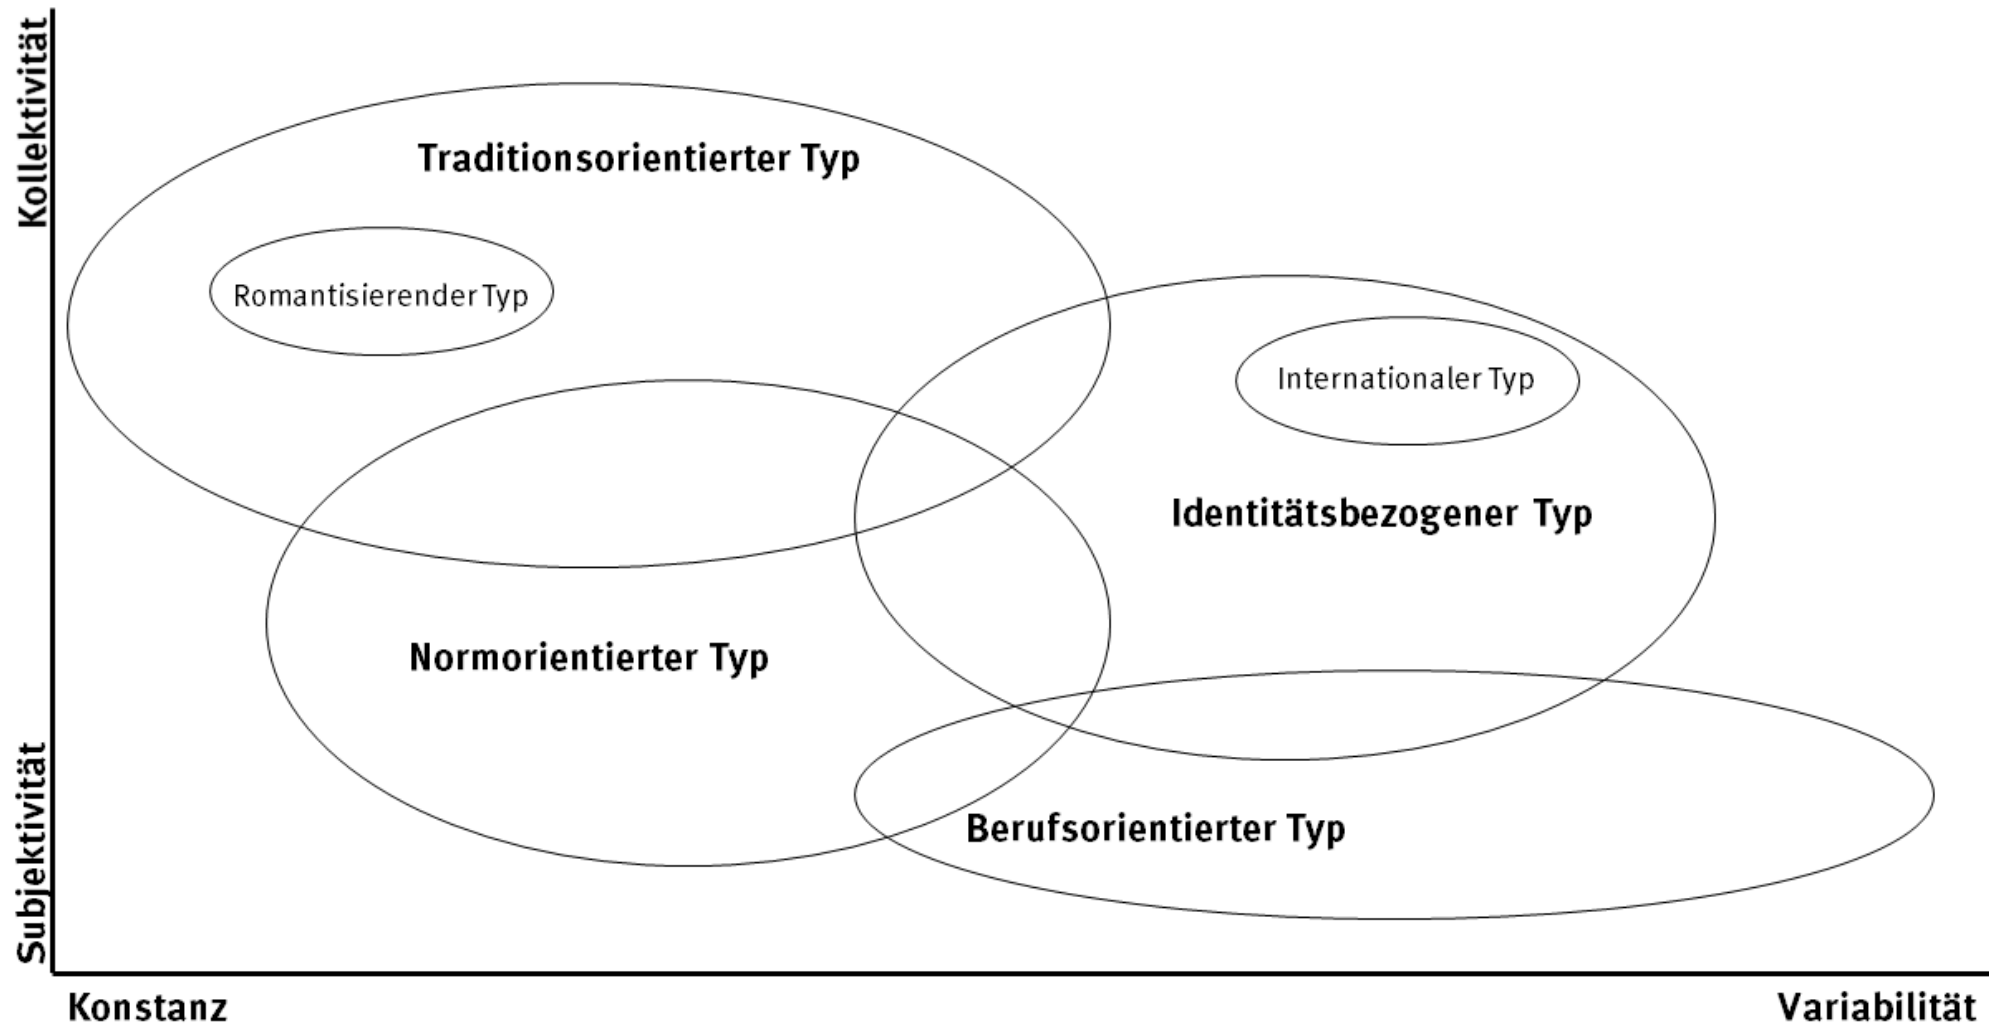 Kollektivität
Traditionsorientierter Typ
Romantisierender Typ
Internationaler Typ
Identitätsbezogener Typ
Normorientierter Typ
Berufsorientierter Typ
Subjektivität
Konstanz
Variabilität